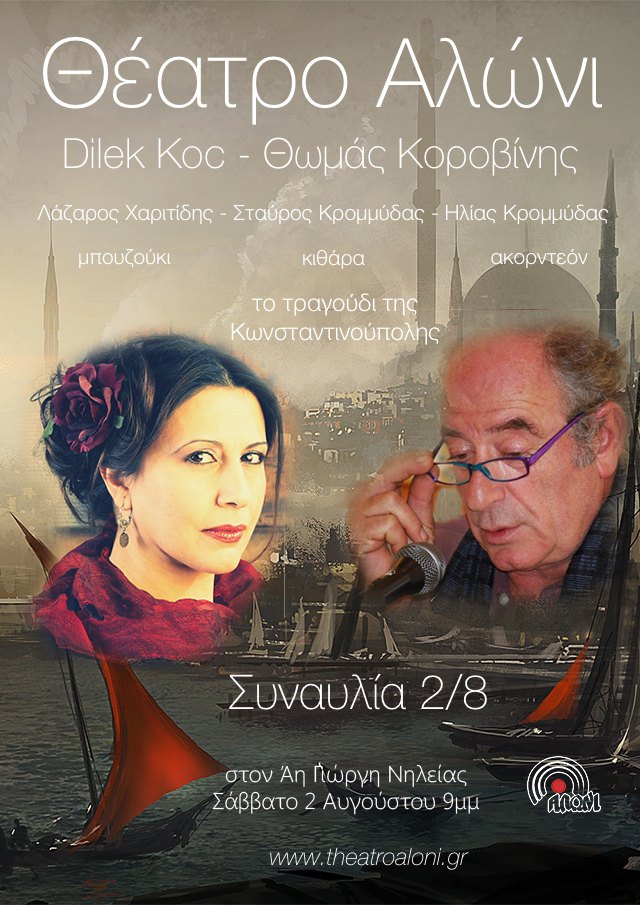 Θέατρο Αλώνι
Dilek Koc - Θωμάς Κοροβίνης
Λάζαρος Χαριτίδης - Σταύρος Κρομμύδας - Ηλίας Κρομμύδας
μπουζούκι κιθάρα ακορντεόν
το τραγούδι της
Κωνσταντινούπολης
Συναυλία 2/8
στον Άη Γιώργη Νηλείας
Σάββατο 2 Αυγούστου 9μμ
αλώνι
www.theatroaloni.gr